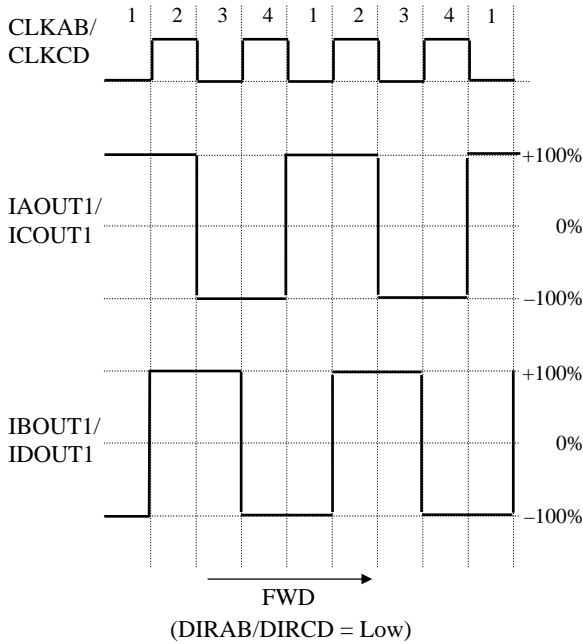 1 2 3 4 1 2 3 4 1
CLKAB/
CLKCD
+100%
IAOUT1/
ICOUT1
0%
–100%
+100%
IBOUT1/
IDOUT1
0%
–100%
FWD
(DIRAB/DIRCD = Low)